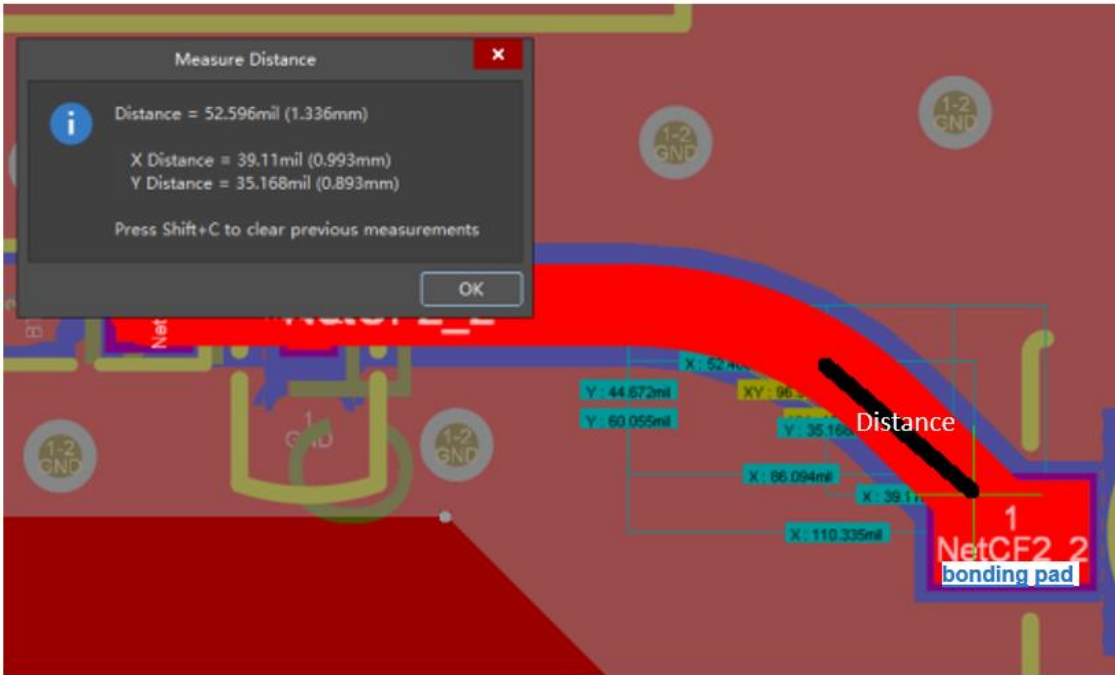 Measure Distance
Distance = 52.596mil (1.336mm)
X Distance = 39.11mil (0.993mm)
Y Distance = 35.168mil (0.893mm)
Press Shift+C to clear previous measurements
OK
1-2
GND
1-2
GND
Net
1
GND
1-2
GND
1-2
GND
Y : 44.672mil
Y : 60.055mil
Distance
X : 86.094mil
X : 110.335mil
1
NetCF2_2
bonding pad